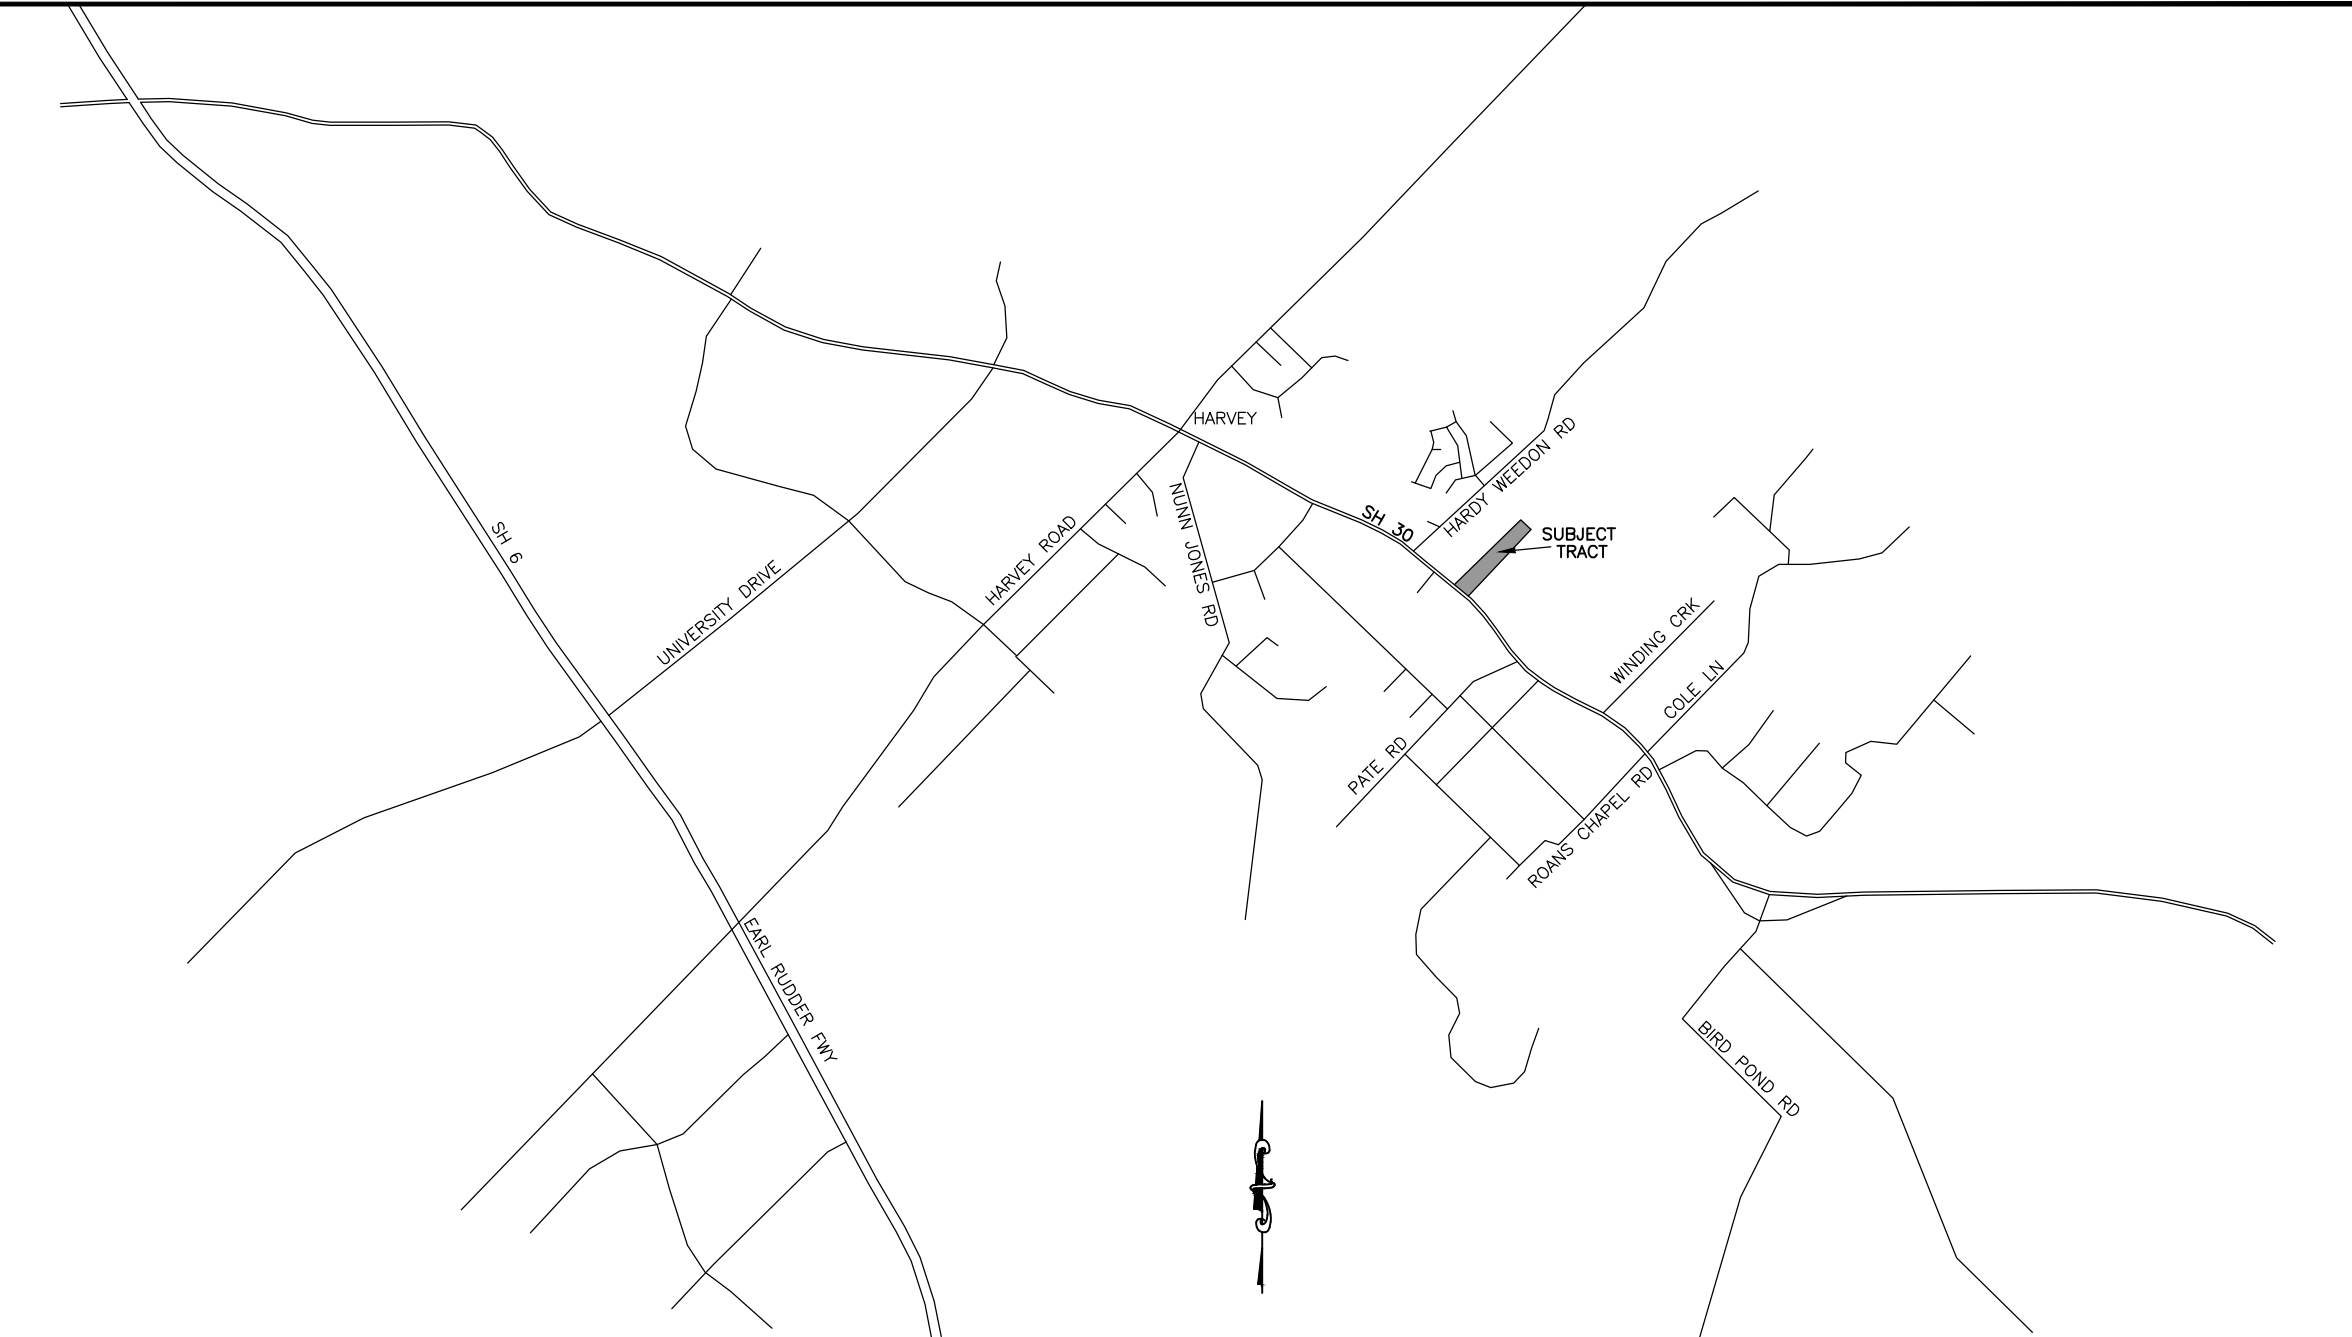 HARVEY
HARDY WEEDON RD
NUNN JONES RD
SH 30
SH 6
HARVEY ROAD
SUBJECT
TRACT
UNIVERSITY DRIVE
WINDING CRK
COLE LN
PATE RD
ROANS CHAPEL RD
EARL RUDDER FWY
BIRD POND RD